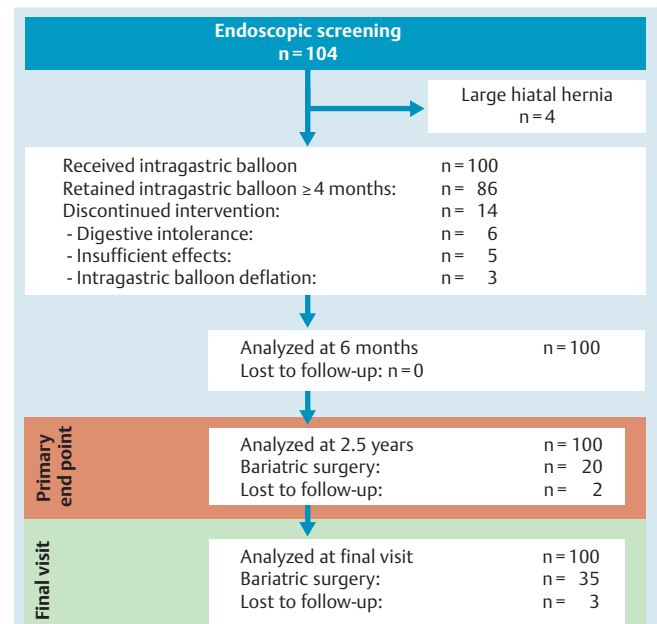 Endoscopic screening
n=104
Large hiatal hernia
n=4
Received intragastric balloon n=100
Retained intragastric balloon ≥4 months: n= 86
Discontinued intervention: n= 14
- Digestive intolerance: n= 6
- Insufficient effects: n= 5
- Intragastric balloon deflation: n= 3
Analyzed at 6 months n=100
Lost to follow-up: n=0
Primary
end point
Analyzed at 2.5 years n=100
Bariatric surgery: n= 20
Lost to follow-up: n= 2
Final visit
Analyzed at final visit n=100
Bariatric surgery: n= 35
Lost to follow-up: n= 3